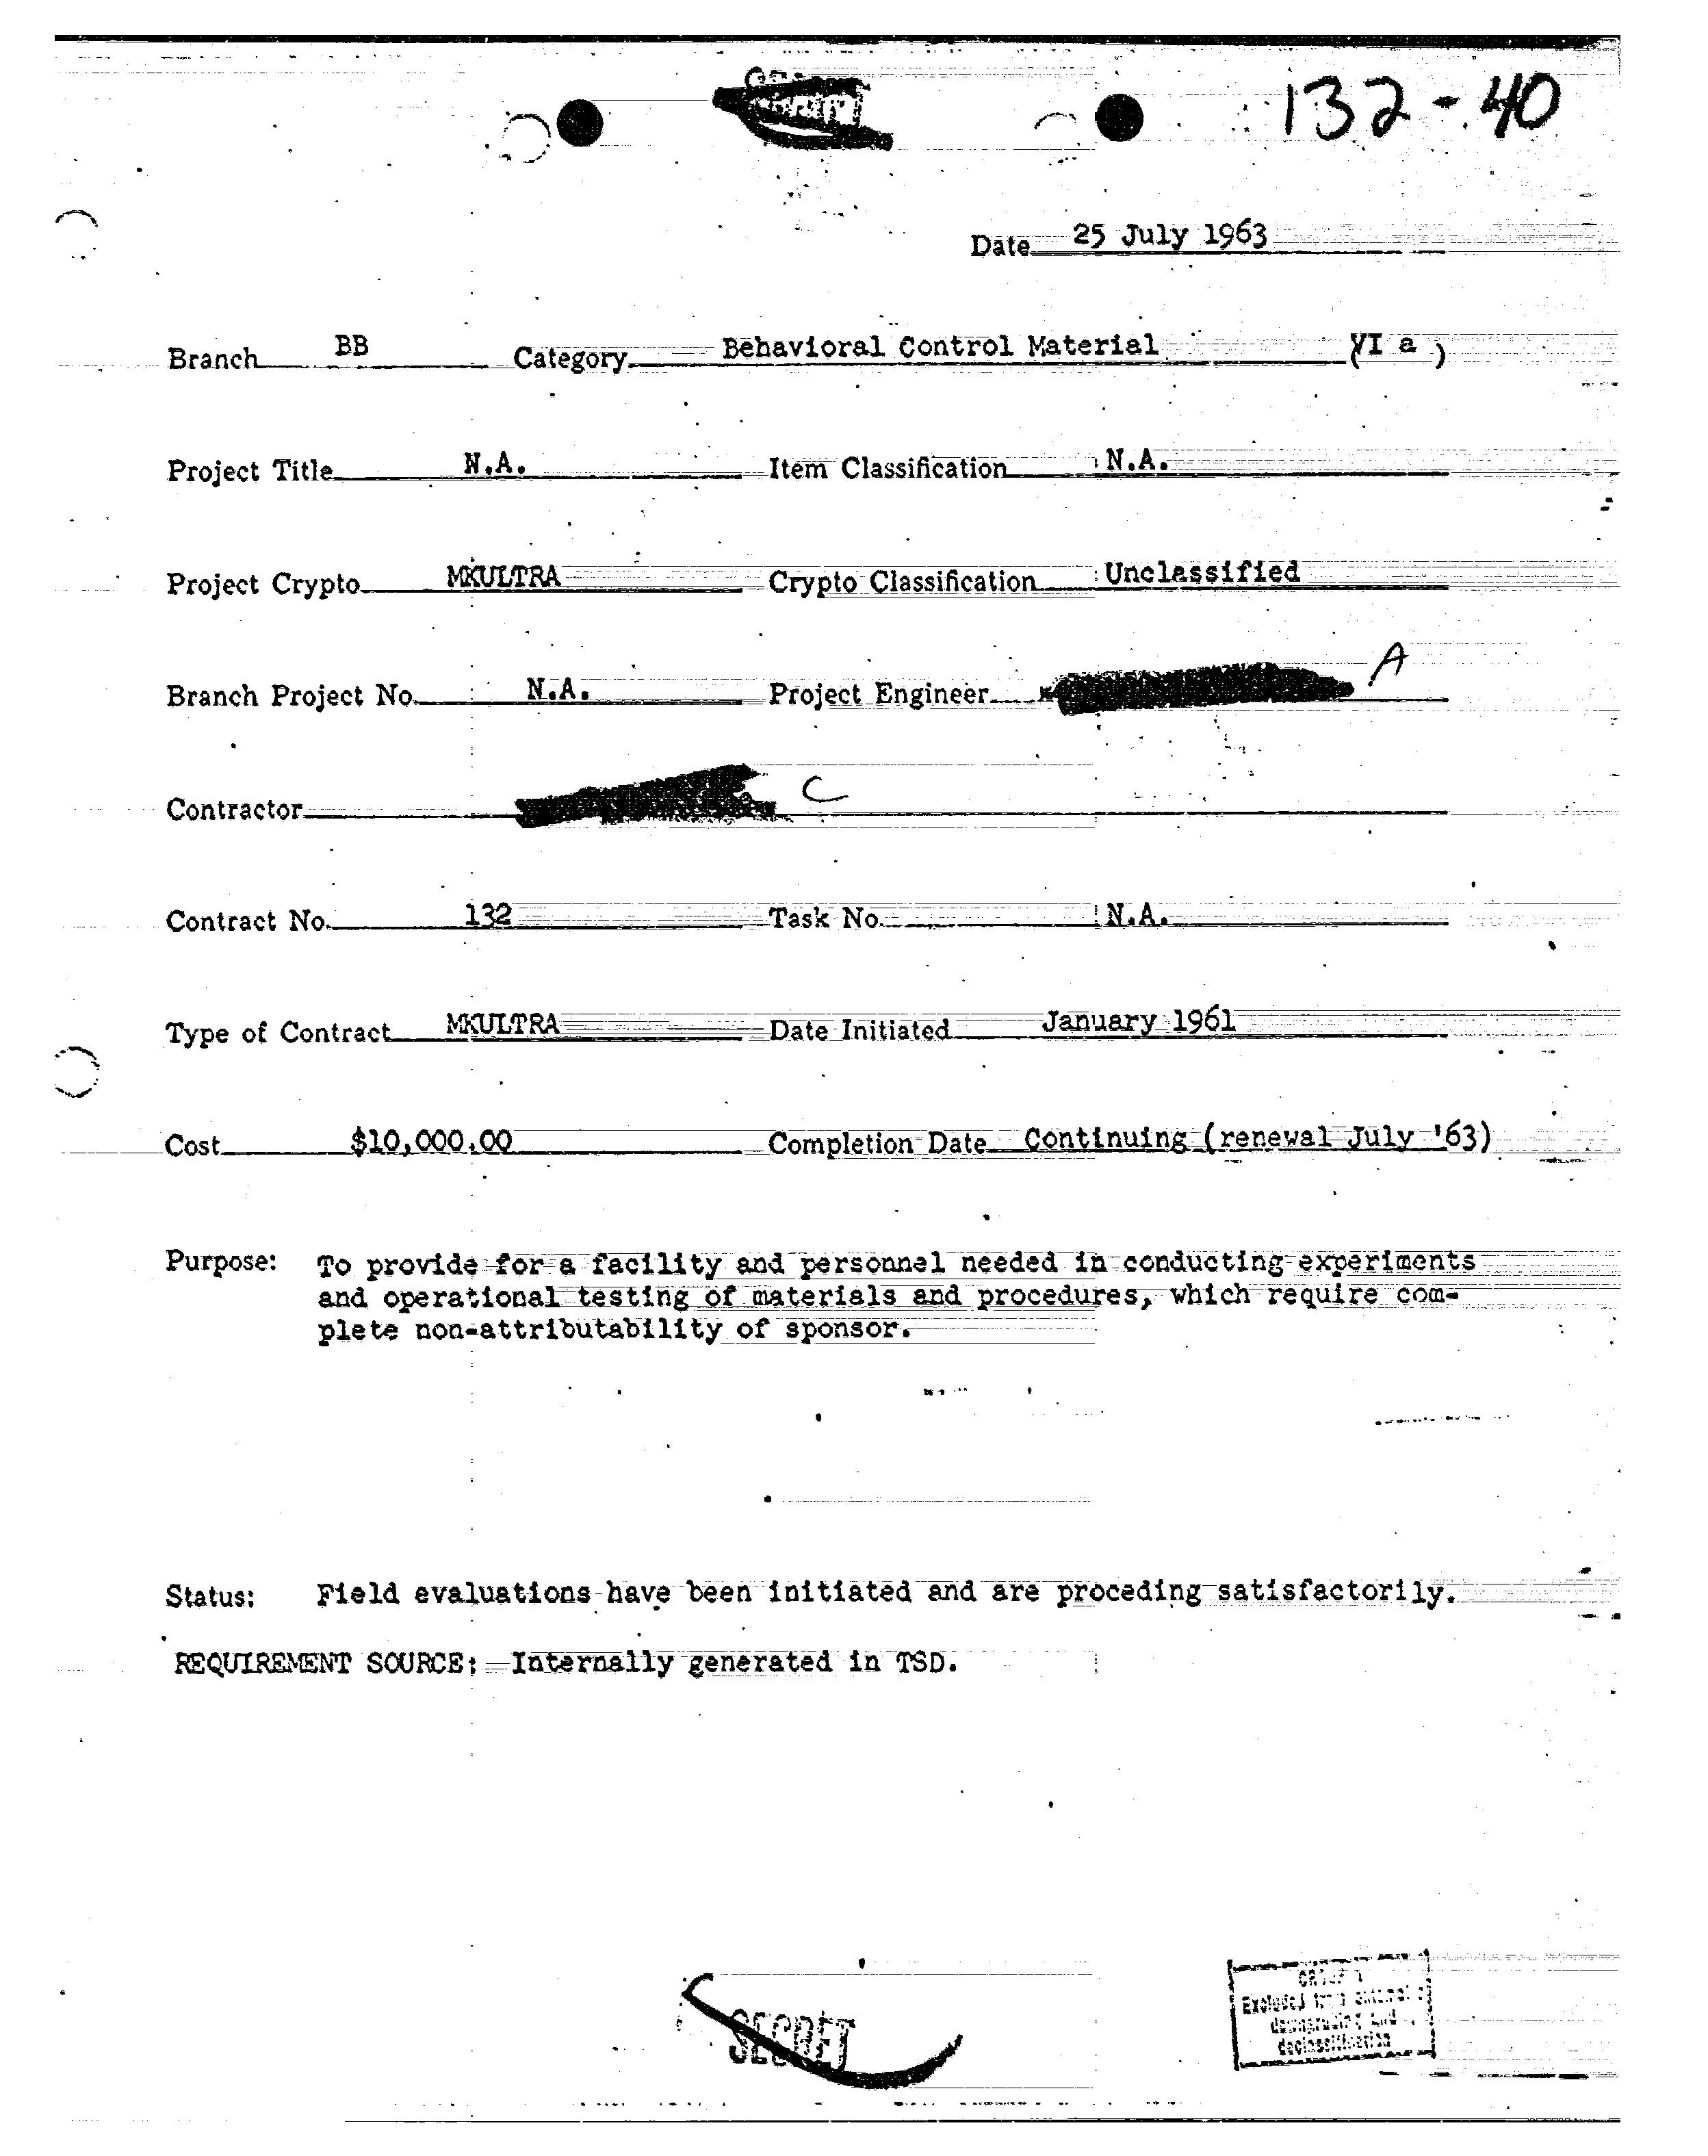 132-40
Date 25 July 1963
Branch BB Category Behavioral Control Material (VI a)
Project Title N.A. Item Classification N.A.
Project Crypto MKULTRA Crypto Classification Unclassified
Branch Project No. N.A. Project Engineer A
Contractor C
Contract No. 132 Task No. N.A.
Type of Contract MKULTRA Date Initiated January 1961
Cost $10,000.00 Completion Date Continuing (renewal July '63)
Purpose: To provide for a facility and personnel needed in conducting experiments
and operational testing of materials and procedures, which require com-
plete non-attributability of sponsor.
Status: Field evaluations have been initiated and are proceding satisfactorily.
REQUIREMENT SOURCE: Internally generated in TSD.
SECRET
Excluded from automatic
downgrading and
declassification